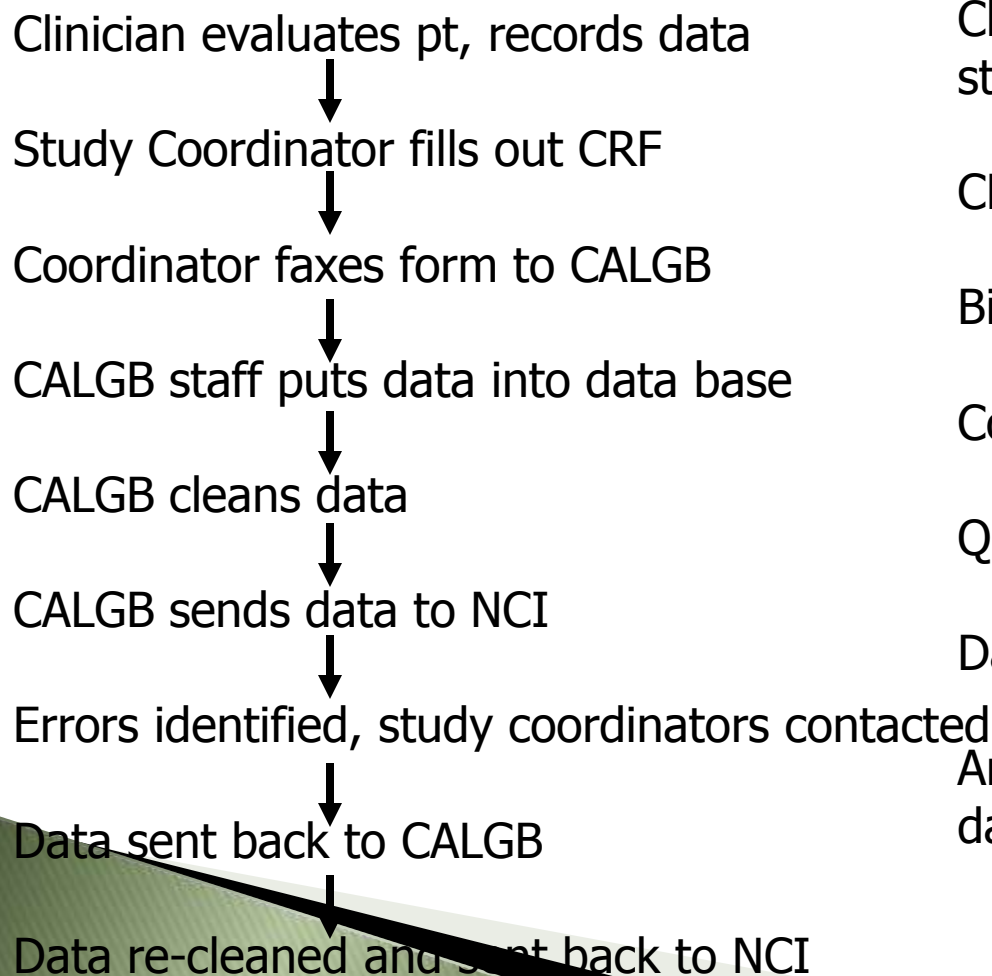 Clinician evaluates pt, records data
Study Coordinator fills out CRF
Coordinator faxes form to CALGB
CALGB staff puts data into data base
CALGB cleans data
CALGB sends data to NCI
Errors identified, study coordinators contacted
Data sent back to CALGB
Data re-cleaned and sent back to NCI